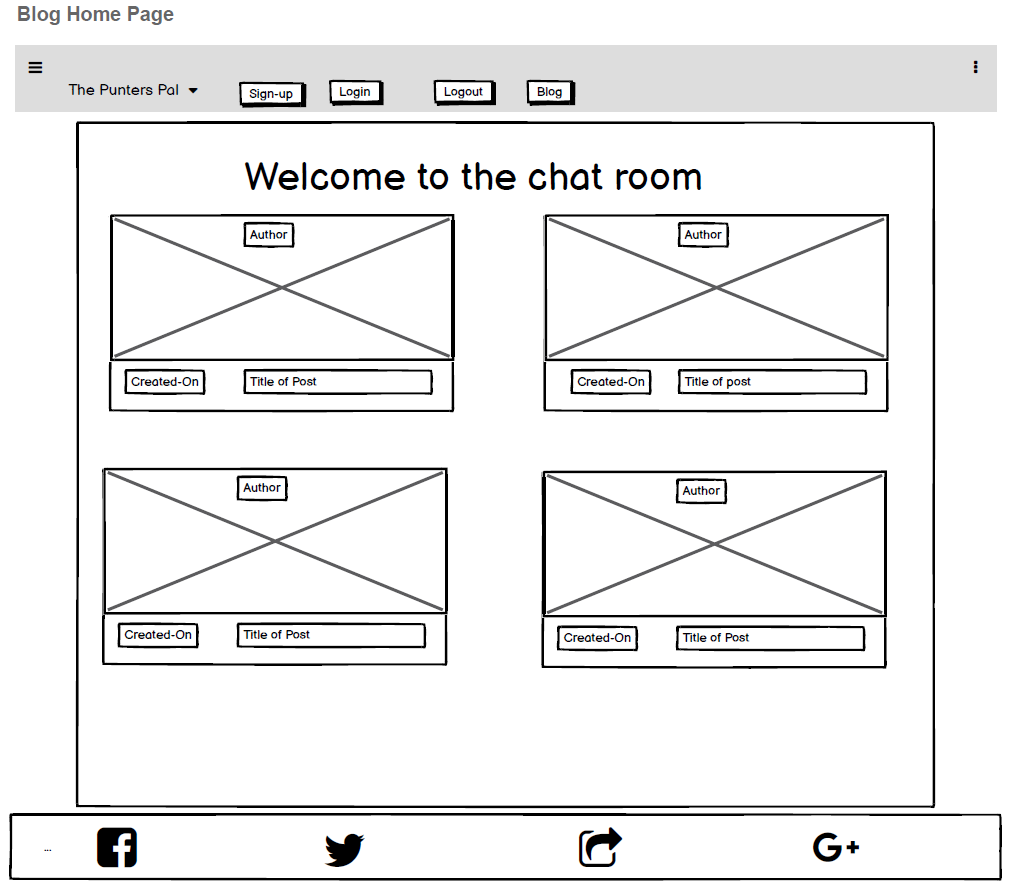 Blog Home Page
The Punters Pal
Sign-up
Login
Logout
Blog
Welcome to the chat room
Author
Author
Created-On
Title of Post
Created-On
Title of post
Author
Author
Created-On
Title of Post
Created-On
Title of Post
...
G+